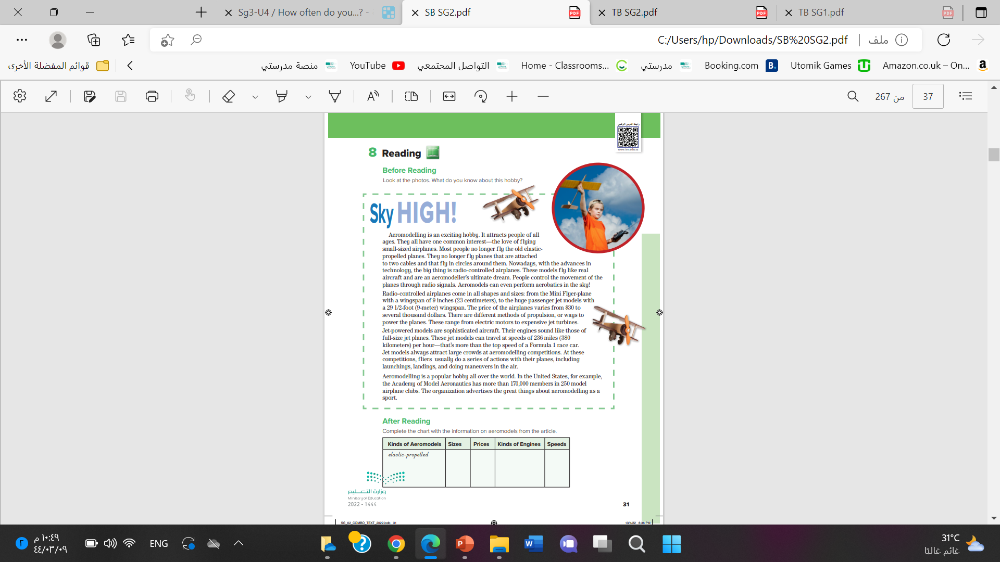 Sg3-U4 / How often do you...? -
SB SG2.pdf
TB SG2.pdf
TB SG1.pdf
C:/Users/hp/Downloads/SB%20SG2.pdf
ملف
قوائم المفضلة الأخرى
منصة مدرستي
YouTube
التواصل المجتمعي
Home - Classrooms...
مدرستي
Booking.com
Utomik Games
Amazon.co.uk – On...
من 267
37
رابط الدرس الرقمي
www.ien.edu.sa
8 Reading
Before Reading
Look at the photos. What do you know about this hobby?
Sky HIGH!
Aeromodelling is an exciting hobby. It attracts people of all
ages. They all have one common interest—the love of flying
small-sized airplanes. Most people no longer fly the old elastic-
propelled planes. They no longer fly planes that are attached
to two cables and that fly in circles around them. Nowadays, with the advances in
technology, the big thing is radio-controlled airplanes. These models fly like real
aircraft and are an aeromodeller's ultimate dream. People control the movement of the
planes through radio signals. Aeromodels can even perform aerobatics in the sky!
Radio-controlled airplanes come in all shapes and sizes: from the Mini Flyer-plane
with a wingspan of 9 inches (23 centimeters), to the huge passenger jet models with
a 29 1/2-foot (9-meter) wingspan. The price of the airplanes varies from $30 to
several thousand dollars. There are different methods of propulsion, or ways to
power the planes. These range from electric motors to expensive jet turbines.
Jet-powered models are sophisticated aircraft. Their engines sound like those of
full-size jet planes. These jet models can travel at speeds of 236 miles (380
kilometers) per hour—that's more than the top speed of a Formula 1 race car.
Jet models always attract large crowds at aeromodelling competitions. At these
competitions, fliers usually do a series of actions with their planes, including
launchings, landings, and doing maneuvers in the air.
Aeromodelling is a popular hobby all over the world. In the United States, for example,
the Academy of Model Aeronautics has more than 170,000 members in 250 model
airplane clubs. The organization advertises the great things about aeromodelling as a
sport.
After Reading
Complete the chart with the information on aeromodels from the article.
Kinds of Aeromodels Sizes Prices Kinds of Engines Speeds
elastic-propelled
وزارة التعليم
Ministry of Education
2022 - 1444
31
SG_02_COMBO_TEXT_2022.indb 31
13/4/22 6:36 PM
١٠:٤٩ م
٤٤/٠٣/٠٩
٢
ENG
31°C
غائم غالبًا